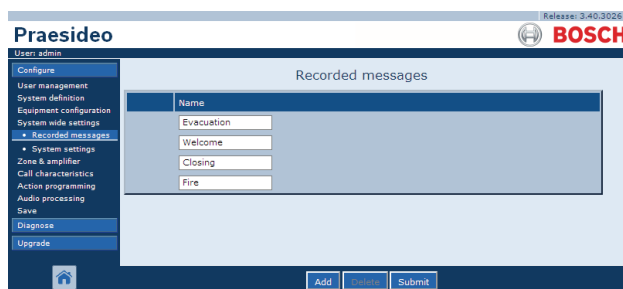 Release: 3.40.3026
Praesideo
BOSCH
User: admin
Configure
User management
System definition
Equipment configuration
System wide settings
• Recorded messages
• System settings
Zone & amplifier
Call characteristics
Action programming
Audio processing
Save
Diagnose
Upgrade
Recorded messages
Name
Evacuation
Welcome
Closing
Fire
Add Delete Submit